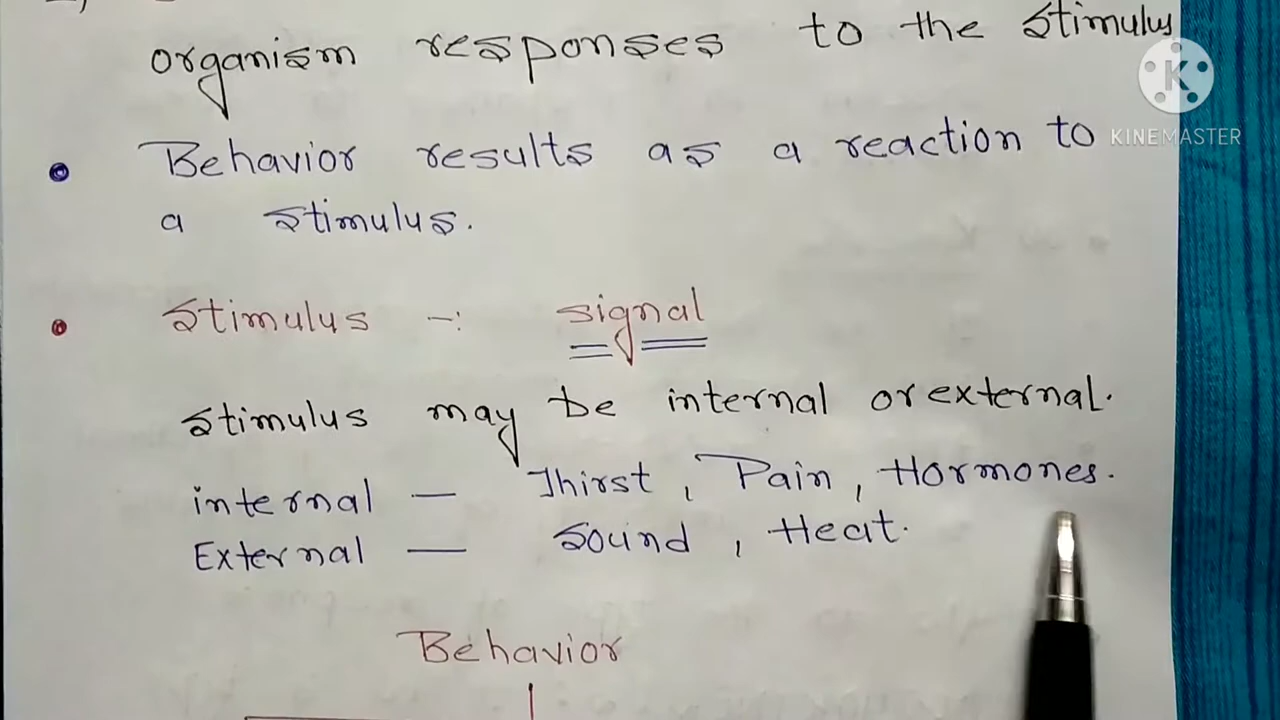 organism responses to the stimulus
Behavior results as a reaction to
a stimulus.
Stimulus -: signal
Stimulus may be internal or external.
internal — Thirst, Pain, Hormones.
External — Sound, Heat.
Behavior
K
KINEMASTER